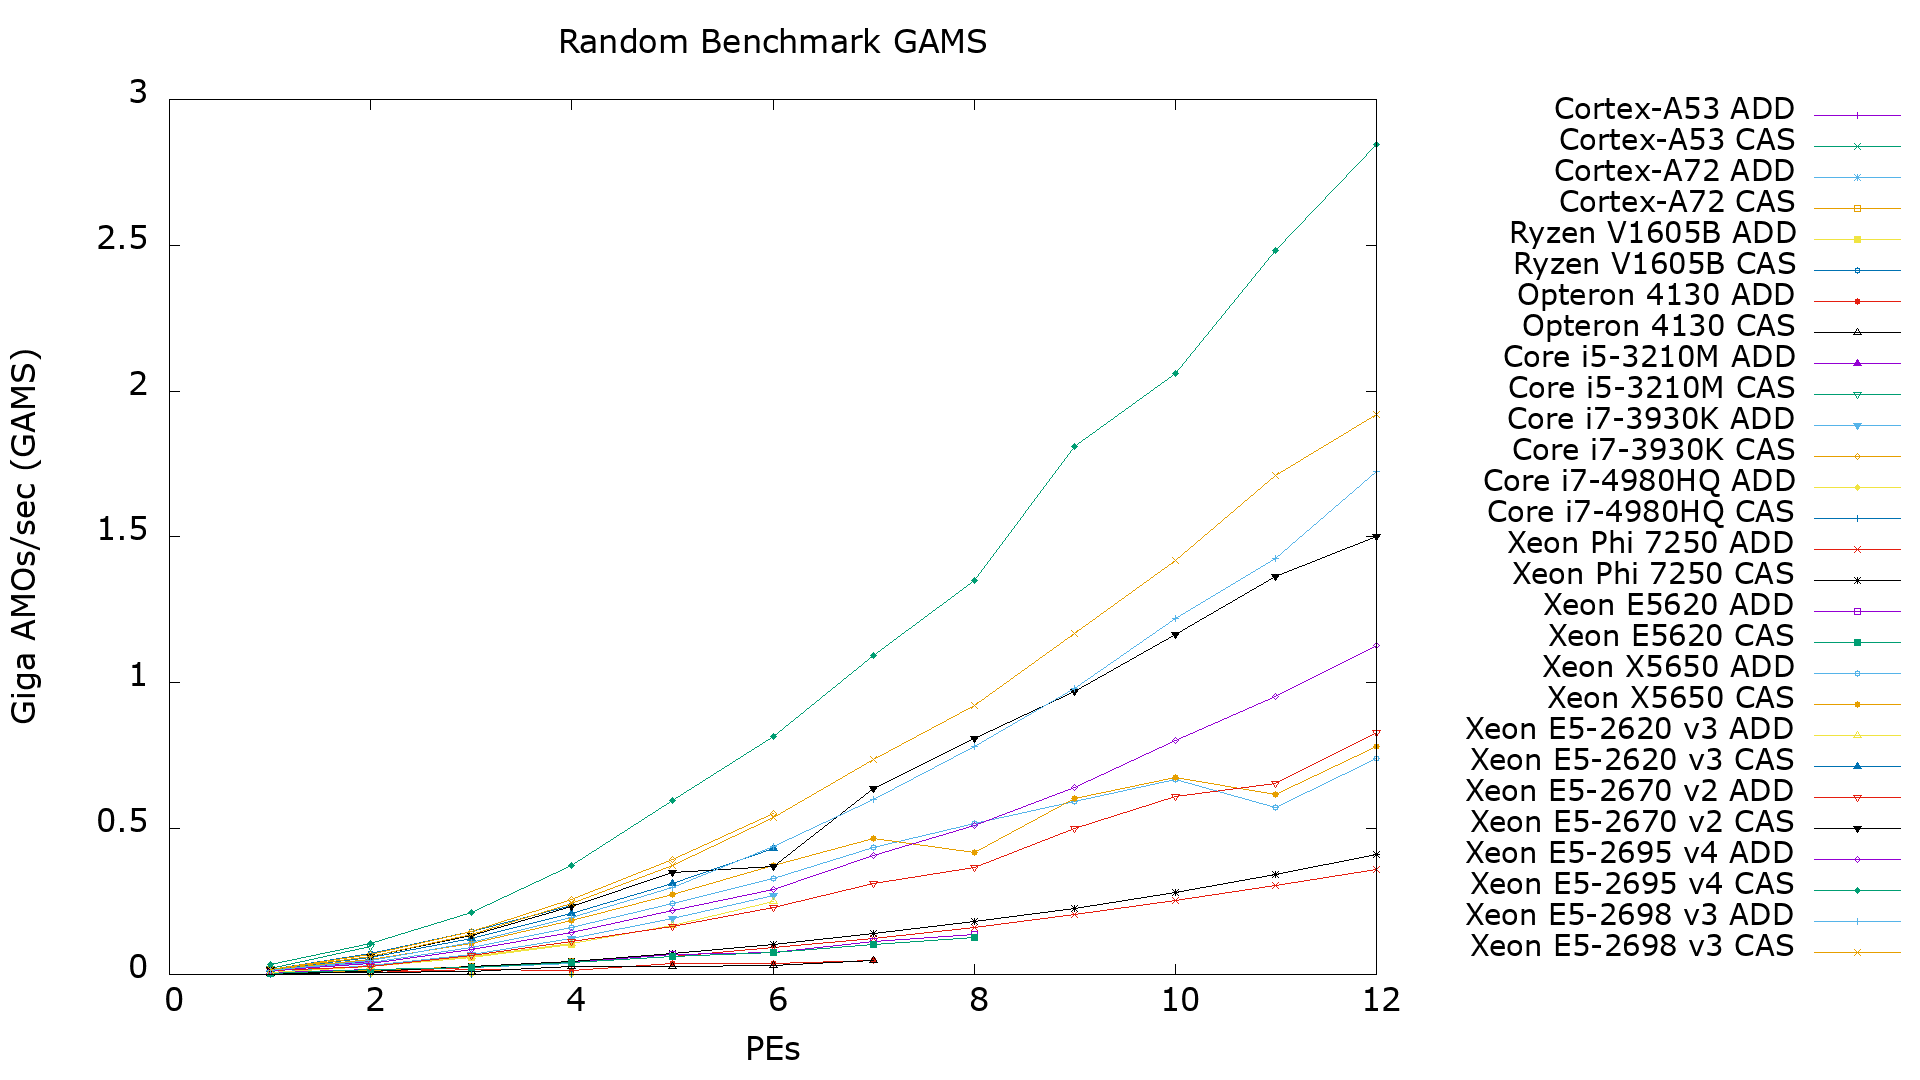 Random Benchmark GAMS
Giga AMOs/sec (GAMS)
3
2.5
2
1.5
1
0.5
0
0 2 4 6 8 10 12
PEs
Cortex-A53 ADD
Cortex-A53 CAS
Cortex-A72 ADD
Cortex-A72 CAS
Ryzen V1605B ADD
Ryzen V1605B CAS
Opteron 4130 ADD
Opteron 4130 CAS
Core i5-3210M ADD
Core i5-3210M CAS
Core i7-3930K ADD
Core i7-3930K CAS
Core i7-4980HQ ADD
Core i7-4980HQ CAS
Xeon Phi 7250 ADD
Xeon Phi 7250 CAS
Xeon E5620 ADD
Xeon E5620 CAS
Xeon X5650 ADD
Xeon X5650 CAS
Xeon E5-2620 v3 ADD
Xeon E5-2620 v3 CAS
Xeon E5-2670 v2 ADD
Xeon E5-2670 v2 CAS
Xeon E5-2695 v4 ADD
Xeon E5-2695 v4 CAS
Xeon E5-2698 v3 ADD
Xeon E5-2698 v3 CAS